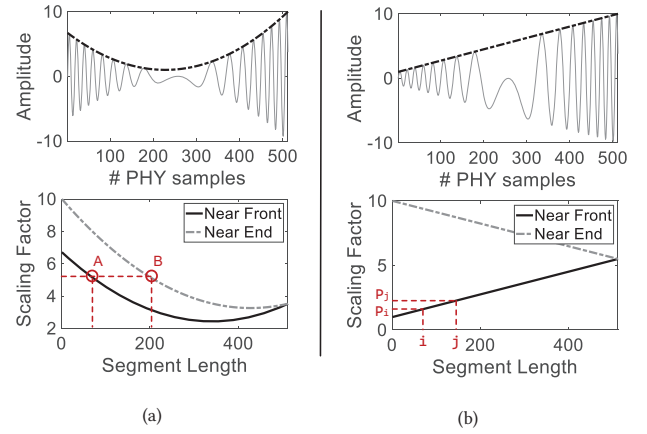 10
0
-10
Amplitude
100 200 300 400 500
# PHY samples
10
8
6
4
2
Scaling Factor
Near Front
Near End
A
B
0 200 400
Segment Length
(a)
10
0
-10
Amplitude
100 200 300 400 500
# PHY samples
10
5
0
Scaling Factor
Near Front
Near End
Pj
Pi
i
j
0 200 400
Segment Length
(b)